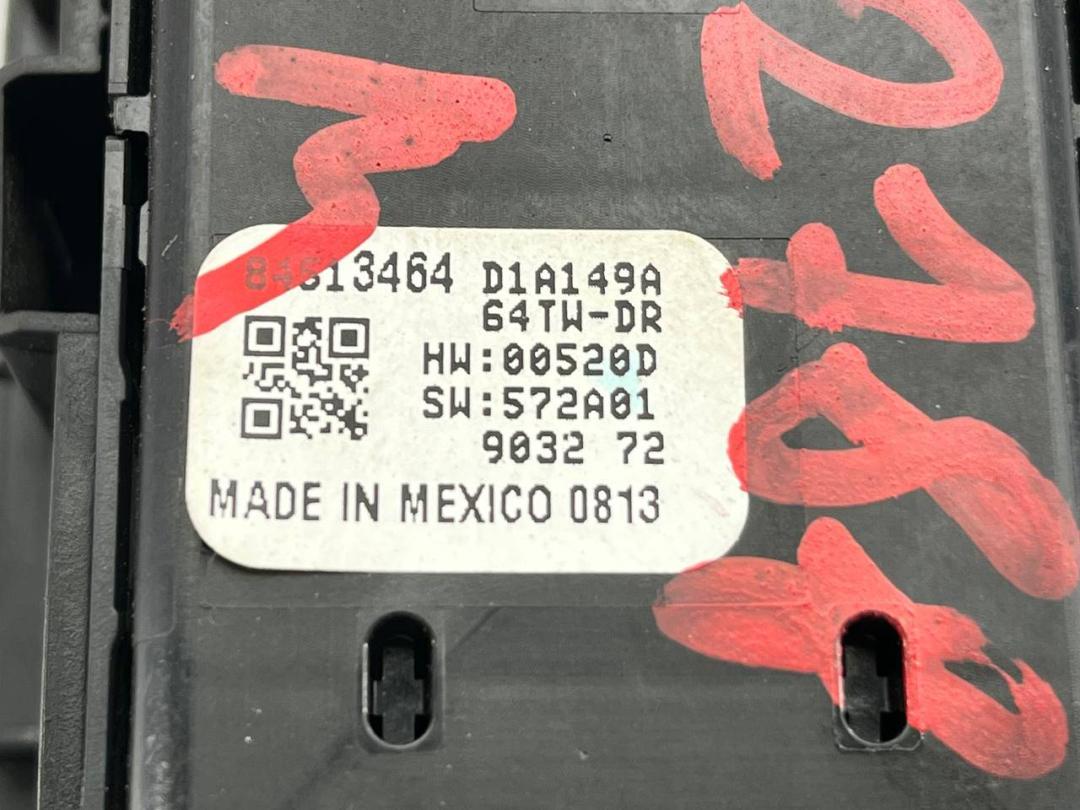 84513464 D1A149A
64TW-DR
HW:00520D
SW:572A01
9032 72
MADE IN MEXICO 0813